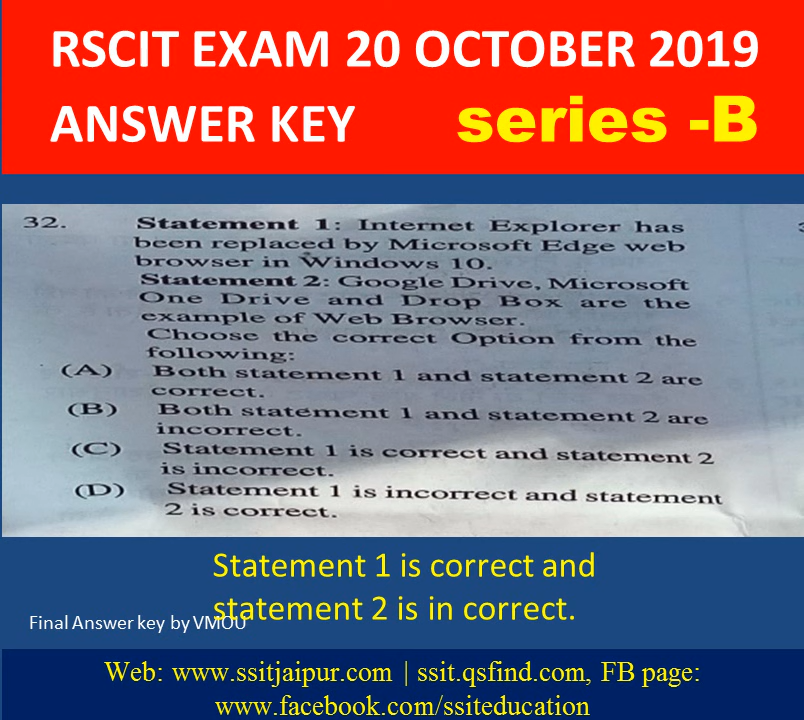 RSCIT EXAM 20 OCTOBER 2019
ANSWER KEY series -B
32. Statement 1: Internet Explorer has
been replaced by Microsoft Edge web
browser in Windows 10.
Statement 2: Google Drive, Microsoft
One Drive and Drop Box are the
example of Web Browser.
Choose the correct Option from the
following:
(A) Both statement 1 and statement 2 are
correct.
(B) Both statement 1 and statement 2 are
incorrect.
(C) Statement 1 is correct and statement 2
is incorrect.
(D) Statement 1 is incorrect and statement
2 is correct.
Statement 1 is correct and
statement 2 is in correct.
Final Answer key by VMOU
Web: www.ssitjaipur.com | ssit.qsfind.com, FB page:
www.facebook.com/ssiteducation